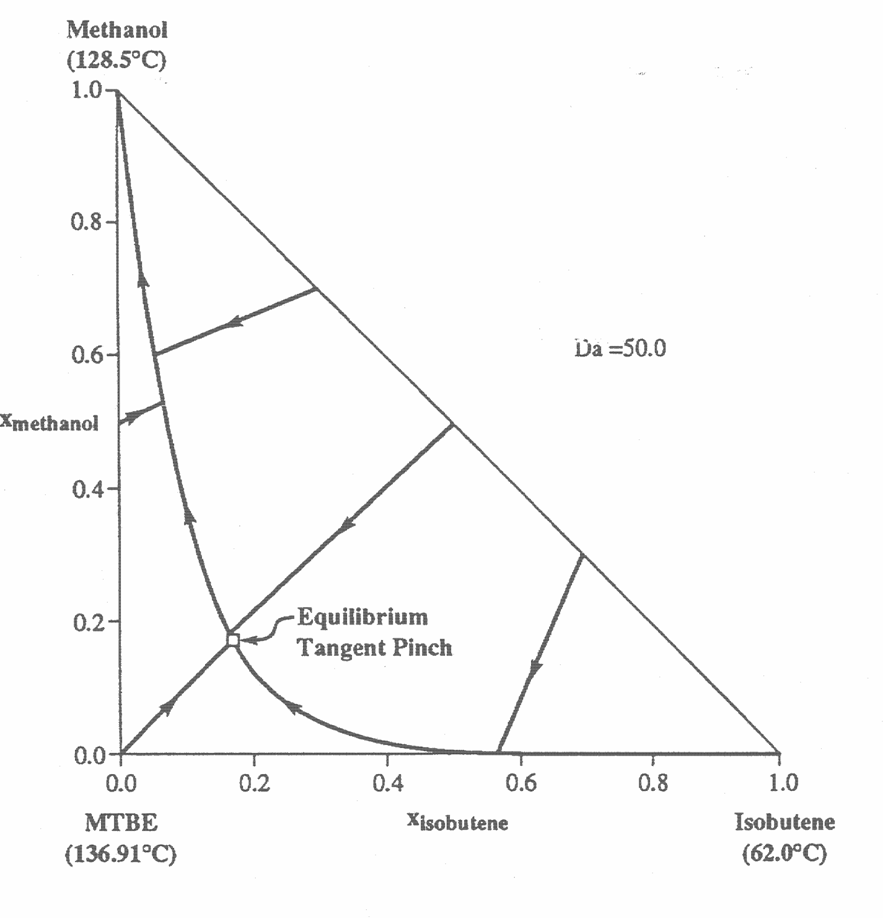 Methanol
(128.5°C)
1.0
0.8
Da =50.0
0.6
xmethanol
0.4
0.2
Equilibrium
Tangent Pinch
0.0
0.0 0.2 0.4 0.6 0.8 1.0
MTBE xisobutene Isobutene
(136.91°C) (62.0°C)